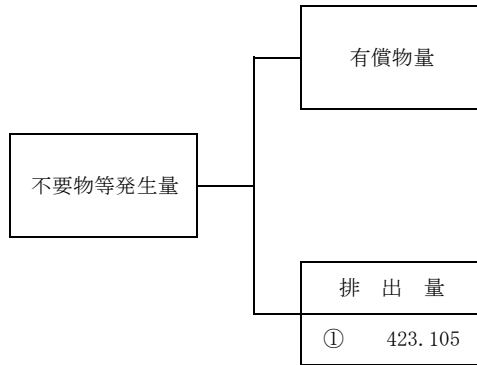 有償物量
不要物等発生量
排 出 量
① 423.105